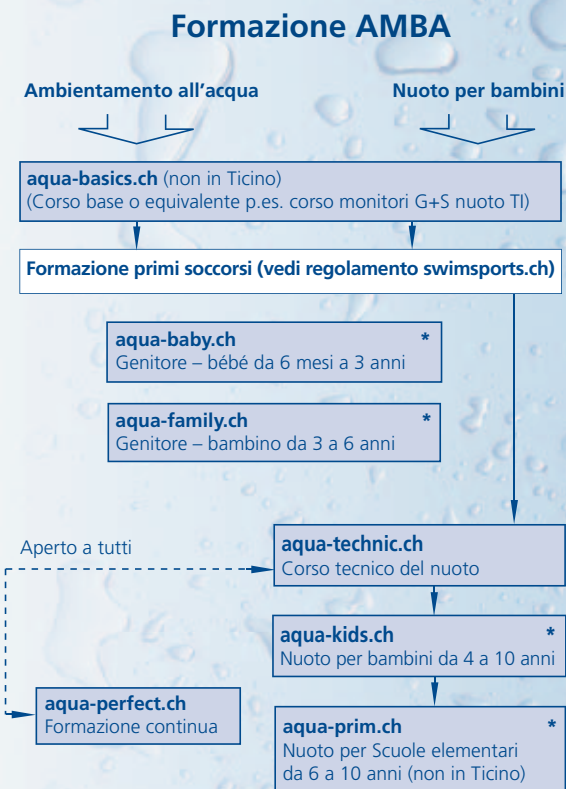 Formazione AMBA
Ambientamento all'acqua
Nuoto per bambini
aqua-basics.ch (non in Ticino)
(Corso base o equivalente p.es. corso monitori G+S nuoto TI)
Formazione primi soccorsi (vedi regolamento swimsports.ch)
aqua-baby.ch *
Genitore – bébé da 6 mesi a 3 anni
aqua-family.ch *
Genitore – bambino da 3 a 6 anni
Aperto a tutti
aqua-technic.ch
Corso tecnico del nuoto
aqua-kids.ch *
Nuoto per bambini da 4 a 10 anni
aqua-perfect.ch
Formazione continua
aqua-prim.ch *
Nuoto per Scuole elementari
da 6 a 10 anni (non in Ticino)